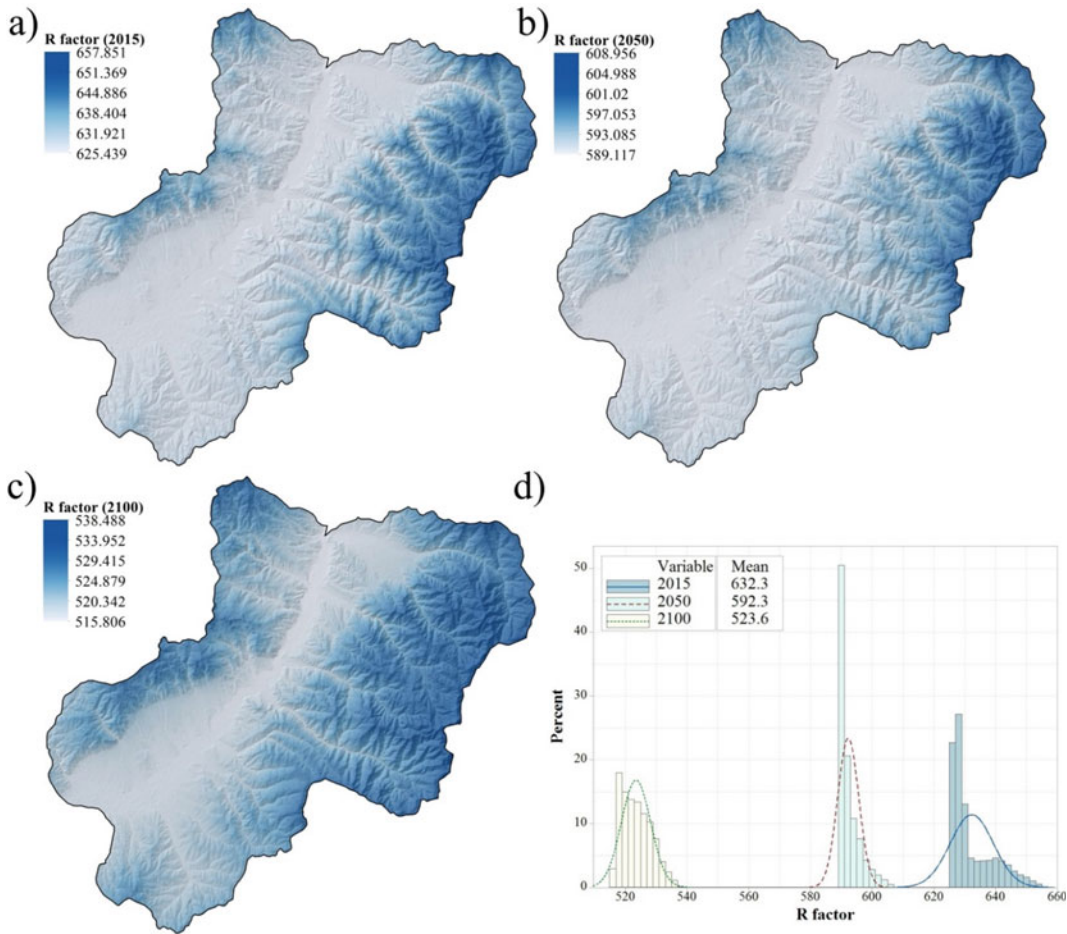 a)
R factor (2015)
657.851
651.369
644.886
638.404
631.921
625.439
b)
R factor (2050)
608.956
604.988
601.02
597.053
593.085
589.117
c)
R factor (2100)
538.488
533.952
529.415
524.879
520.342
515.806
d)
Variable Mean
2015 632.3
2050 592.3
2100 523.6
50
40
30
20
10
0
Percent
520 540 560 580 600 620 640 660
R factor